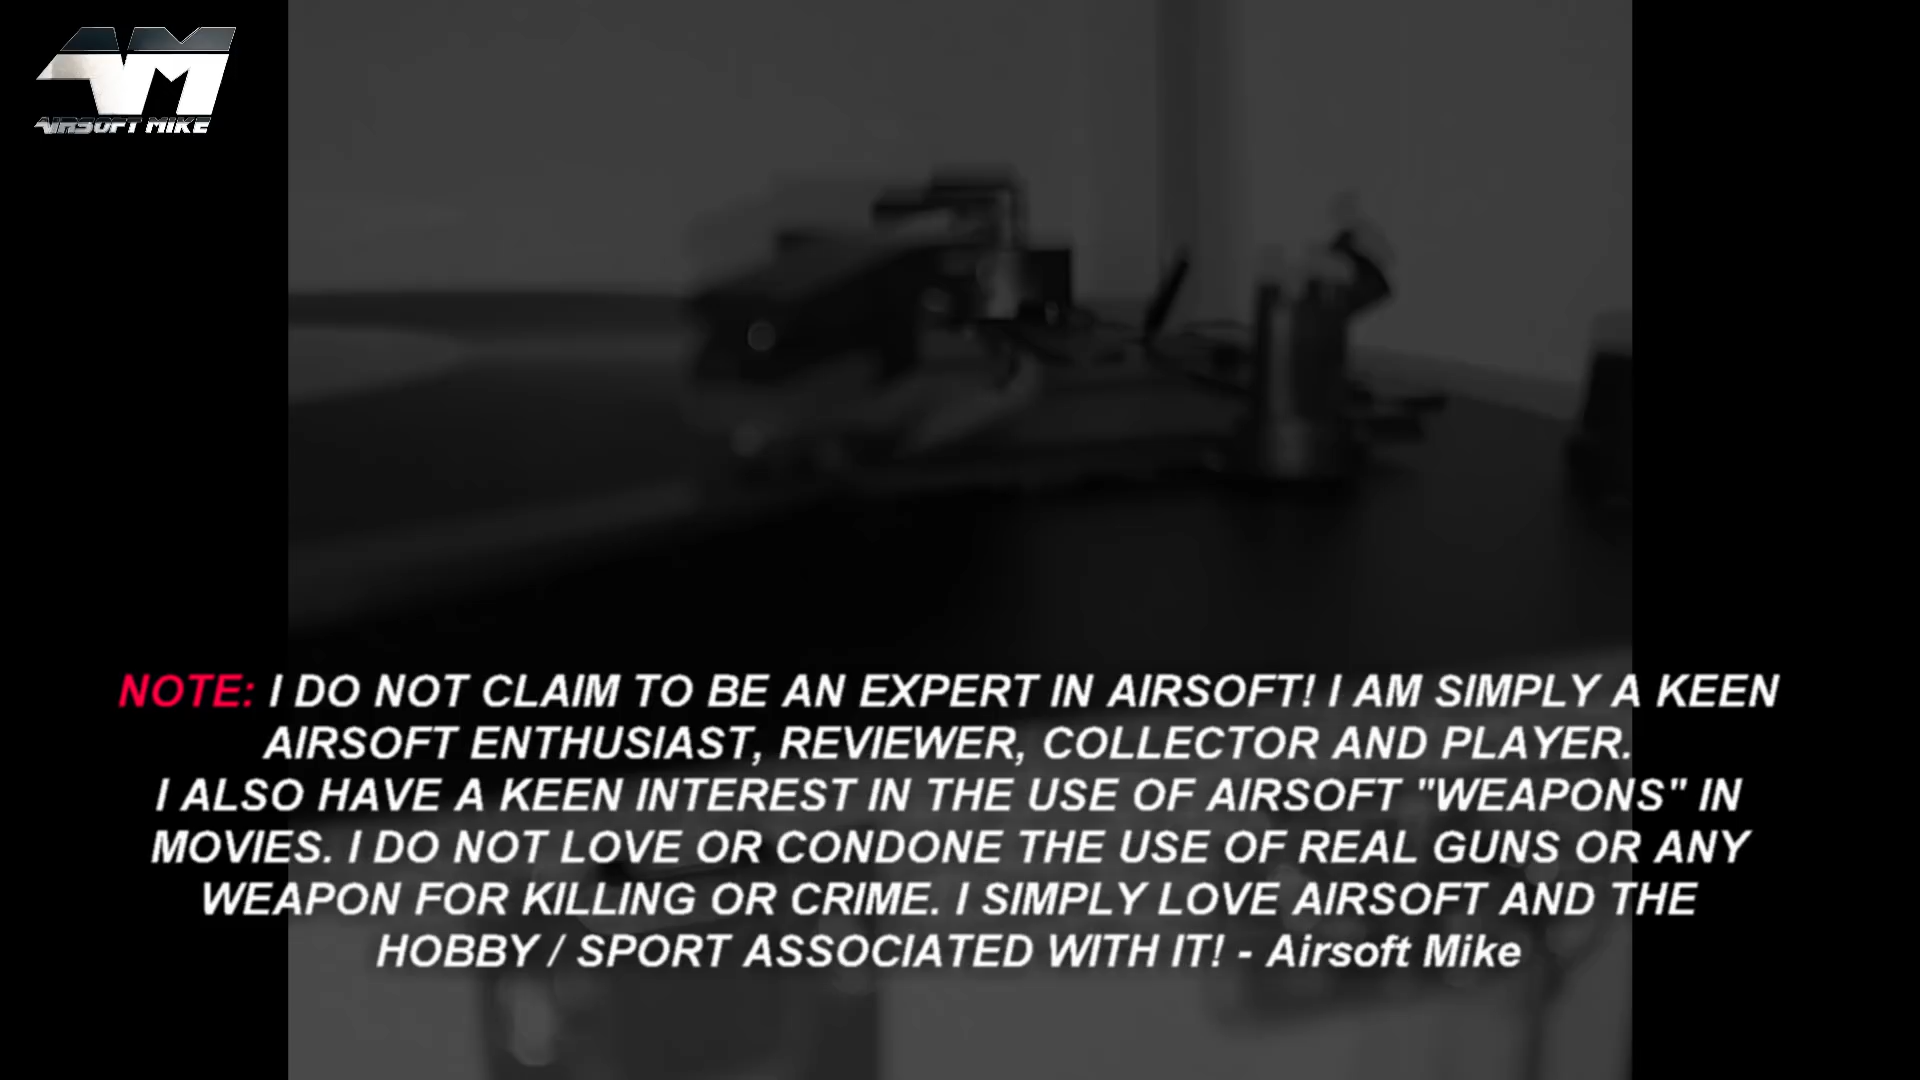 AM
AIRSOFT MIKE
NOTE: I DO NOT CLAIM TO BE AN EXPERT IN AIRSOFT! I AM SIMPLY A KEEN
AIRSOFT ENTHUSIAST, REVIEWER, COLLECTOR AND PLAYER.
I ALSO HAVE A KEEN INTEREST IN THE USE OF AIRSOFT "WEAPONS" IN
MOVIES. I DO NOT LOVE OR CONDONE THE USE OF REAL GUNS OR ANY
WEAPON FOR KILLING OR CRIME. I SIMPLY LOVE AIRSOFT AND THE
HOBBY / SPORT ASSOCIATED WITH IT! - Airsoft Mike